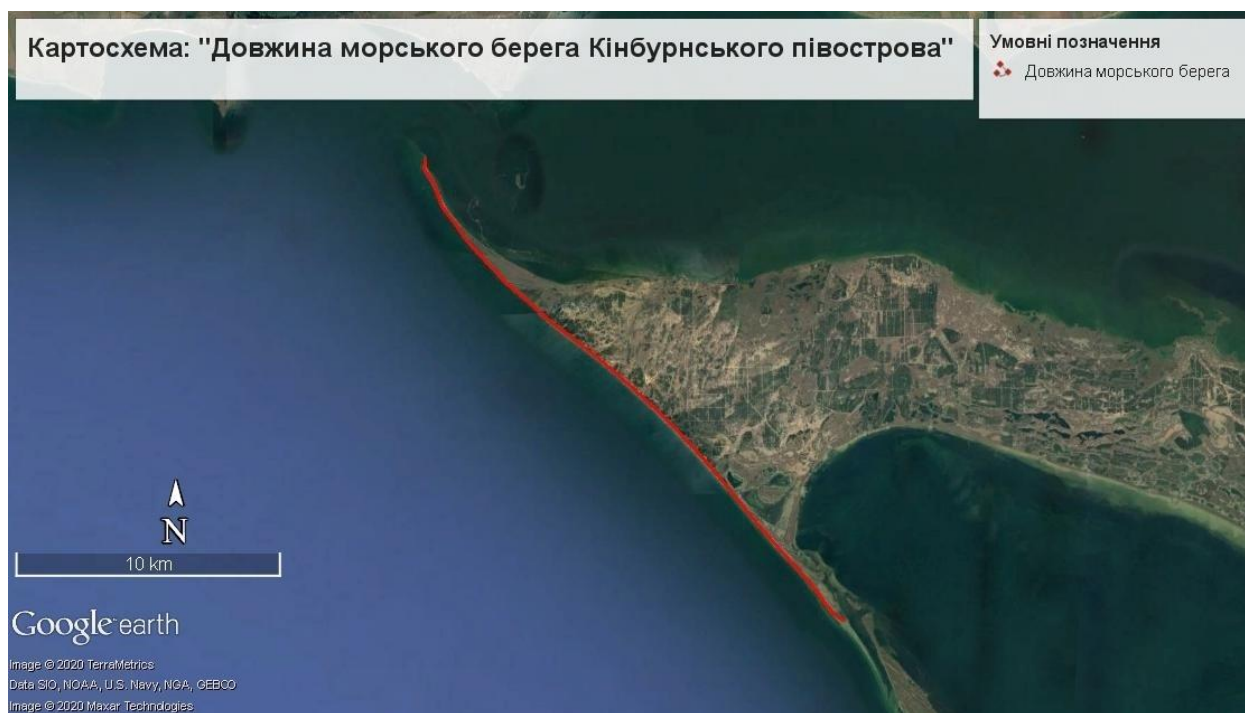 Картосхема: "Довжина морського берега Кінбурнського півострова"
Умовні позначення
Довжина морського берега
N
10 km
Google earth
Image © 2020 TerraMetrics
Data SIO, NOAA, U.S. Navy, NGA, GEBCO
Image © 2020 Maxar Technologies